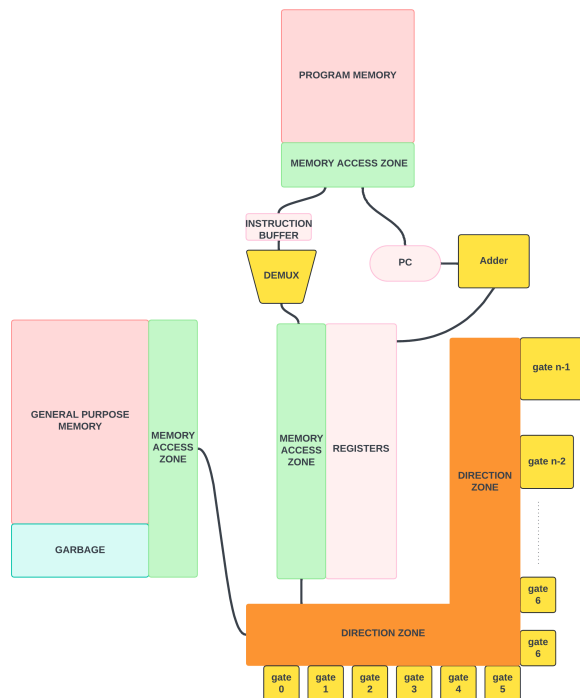 PROGRAM MEMORY
MEMORY ACCESS ZONE
INSTRUCTION
BUFFER
DEMUX
PC
Adder
GENERAL PURPOSE
MEMORY
MEMORY
ACCESS
ZONE
GARBAGE
MEMORY
ACCESS
ZONE
REGISTERS
DIRECTION
ZONE
gate n-1
gate n-2
gate
6
gate
6
DIRECTION ZONE
gate
0
gate
1
gate
2
gate
3
gate
4
gate
5